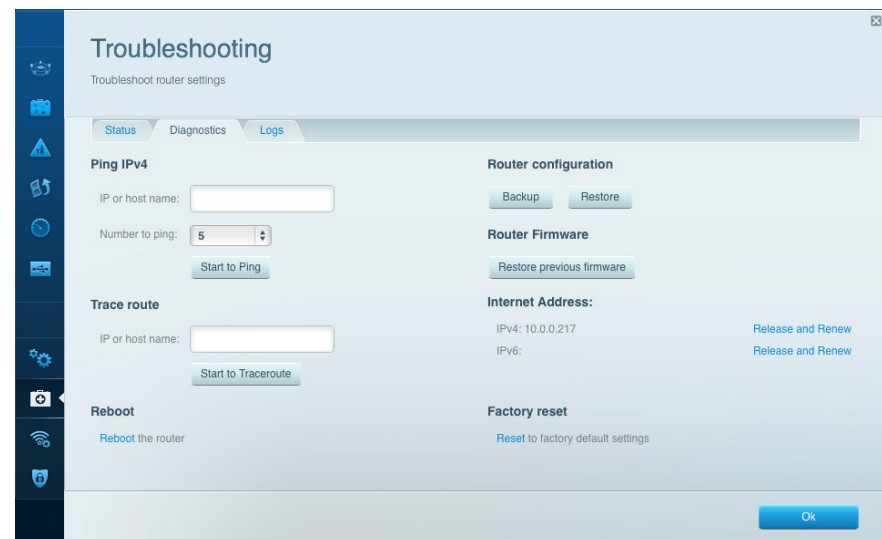 Troubleshooting
Troubleshoot router settings
Status
Diagnostics
Logs
Ping IPv4
IP or host name:
Number to ping:
5
Start to Ping
Trace route
IP or host name:
Start to Traceroute
Reboot
Reboot the router
Router configuration
Backup
Restore
Router Firmware
Restore previous firmware
Internet Address:
IPv4: 10.0.0.217
Release and Renew
IPv6:
Release and Renew
Factory reset
Reset to factory default settings
Ok